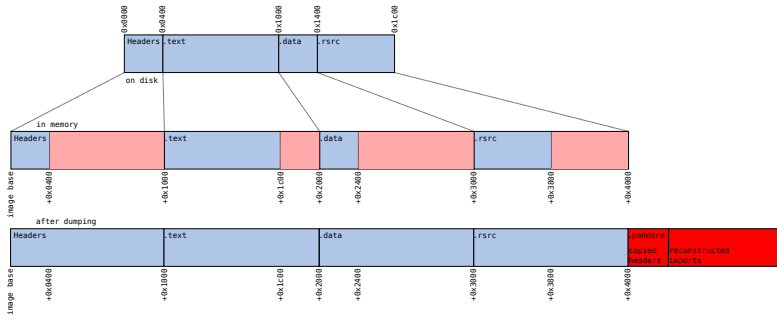 0x0000 0x0400 0x1000 0x1400 0x1c00
Headers .text .data .rsrc
on disk
in memory
Headers .text .data .rsrc
image base +0x0400 +0x1000 +0x1c00 +0x2000 +0x2400 +0x3000 +0x3800 +0x4000
after dumping
Headers .text .data .rsrc .pandora
copied reconstructed
headers imports
image base +0x0400 +0x1000 +0x1c00 +0x2000 +0x2400 +0x3000 +0x3800 +0x4000